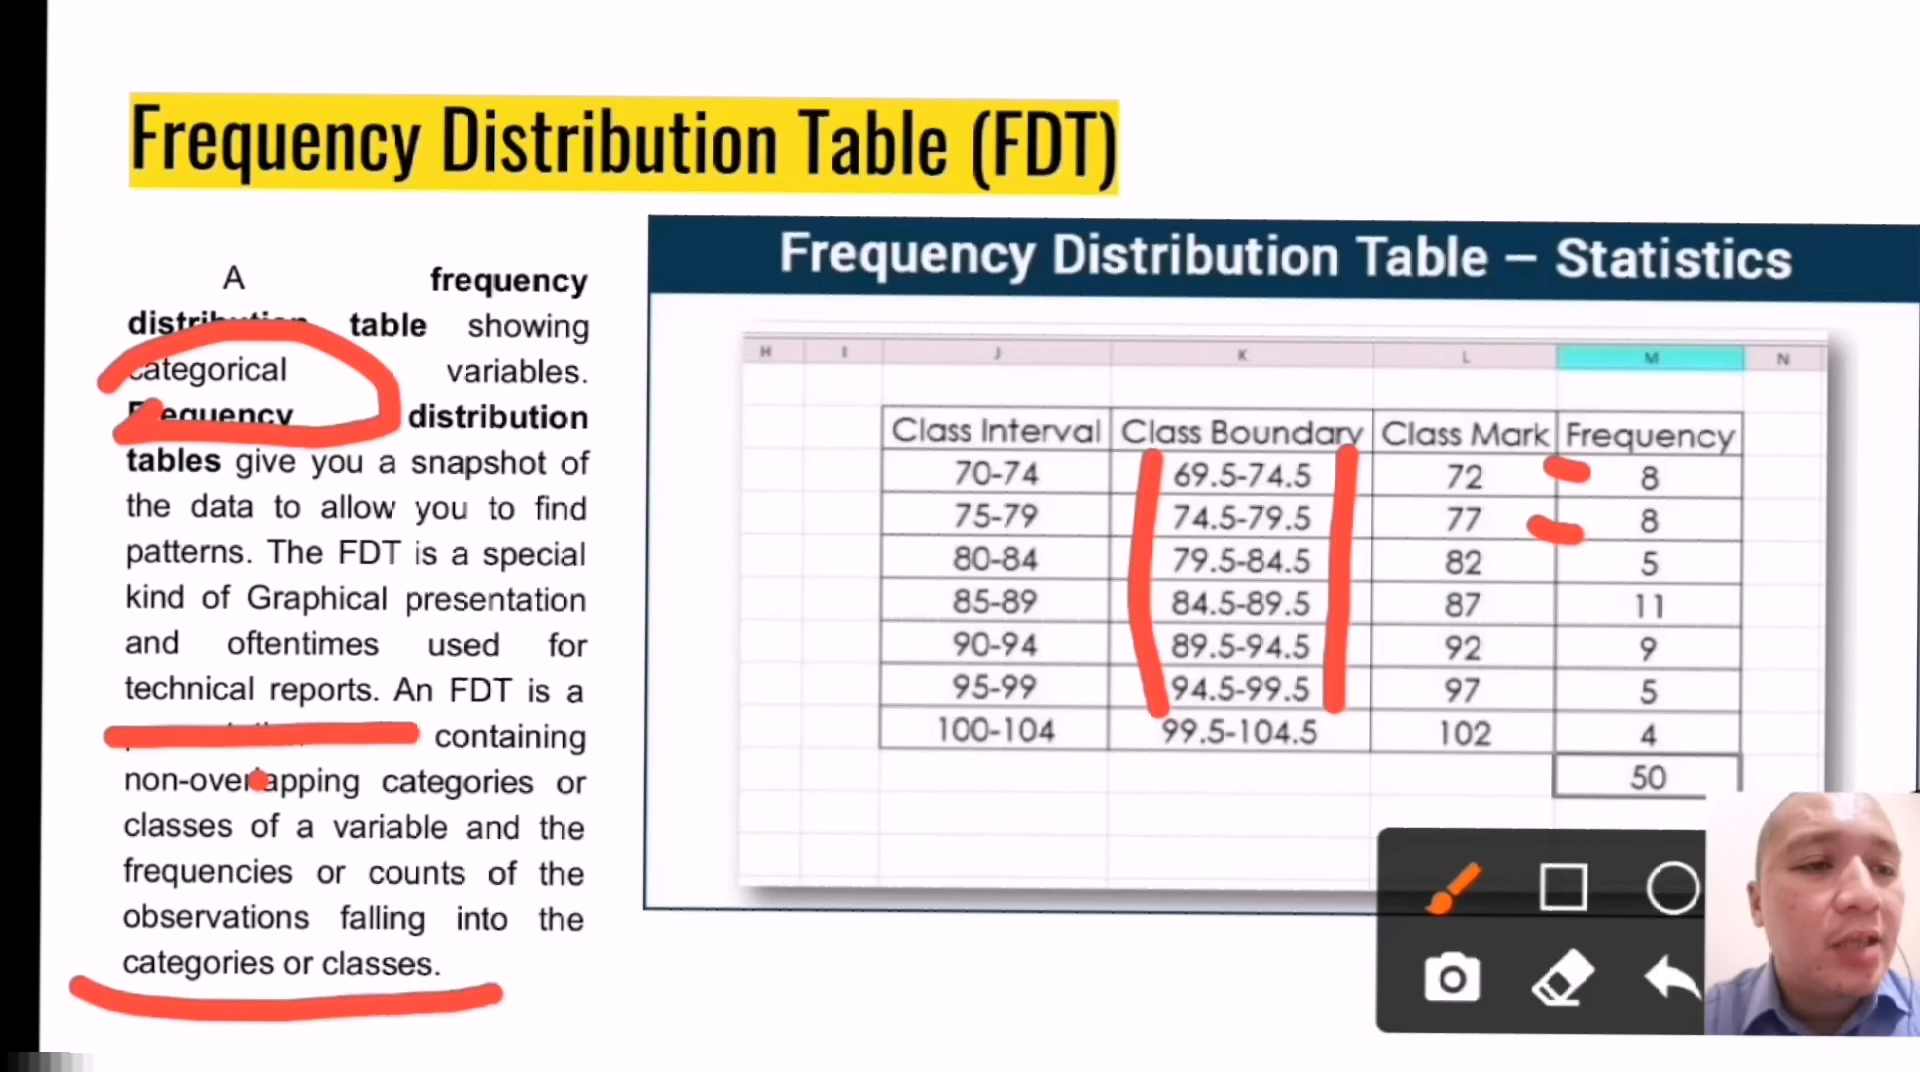 Frequency Distribution Table (FDT)
A frequency
distribution table showing
categorical variables.
Frequency distribution
tables give you a snapshot of
the data to allow you to find
patterns. The FDT is a special
kind of Graphical presentation
and oftentimes used for
technical reports. An FDT is a
containing
non-overlapping categories or
classes of a variable and the
frequencies or counts of the
observations falling into the
categories or classes.
Frequency Distribution Table – Statistics
H I J K L M N
Class Interval Class Boundary Class Mark Frequency
70-74 69.5-74.5 72 8
75-79 74.5-79.5 77 8
80-84 79.5-84.5 82 5
85-89 84.5-89.5 87 11
90-94 89.5-94.5 92 9
95-99 94.5-99.5 97 5
100-104 99.5-104.5 102 4
50